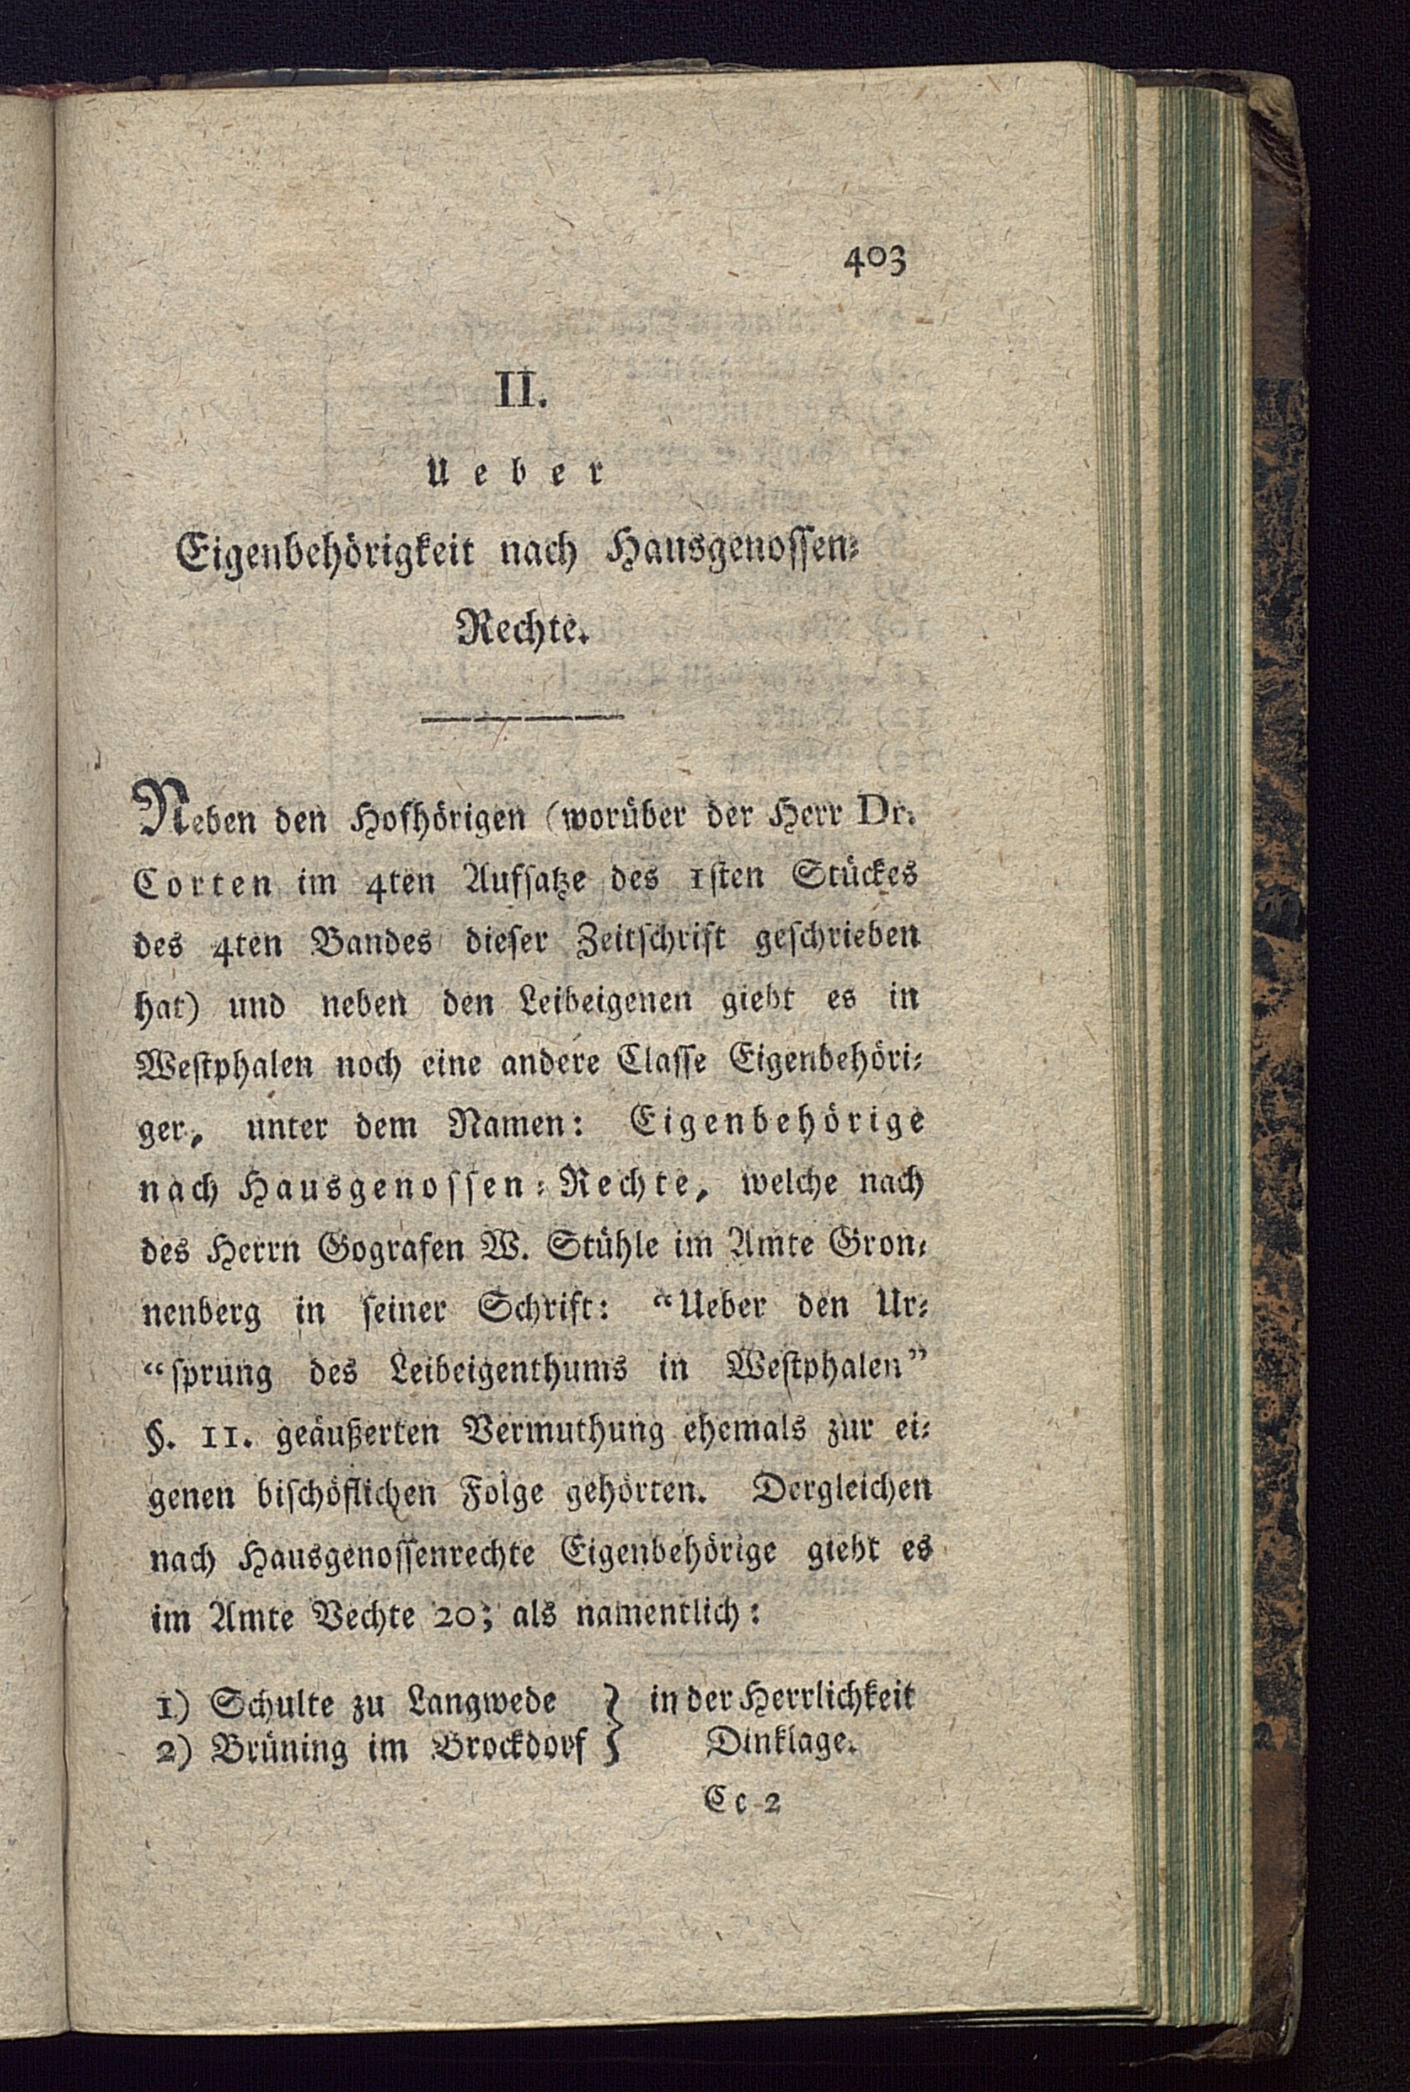 403
II.
Ueber
Eigenbehörigkeit nach Hausgenossen-
Rechte.
Neben den Hofhörigen (worüber der Herr Dr.
Corten im 4ten Aufsatze des 1sten Stückes
des 4ten Bandes dieser Zeitschrift geschrieben
hat) und neben den Leibeigenen giebt es in
Westphalen noch eine andere Classe Eigenbehöri-
ger, unter dem Namen: Eigenbehörige
nach Hausgenossen-Rechte, welche nach
des Herrn Gografen W. Stühle im Amte Gron-
nenberg in seiner Schrift: “Ueber den Ur-
“sprung des Leibeigenthums in Westphalen”
§. 11. geäußerten Vermuthung ehemals zur ei-
genen bischöflichen Folge gehörten. Dergleichen
nach Hausgenossenrechte Eigenbehörige giebt es
im Amte Vechte 20; als namentlich:
1) Schulte zu Langwede } in der Herrlichkeit
2) Brüning im Brockdorf } Dinklage.
Cc 2